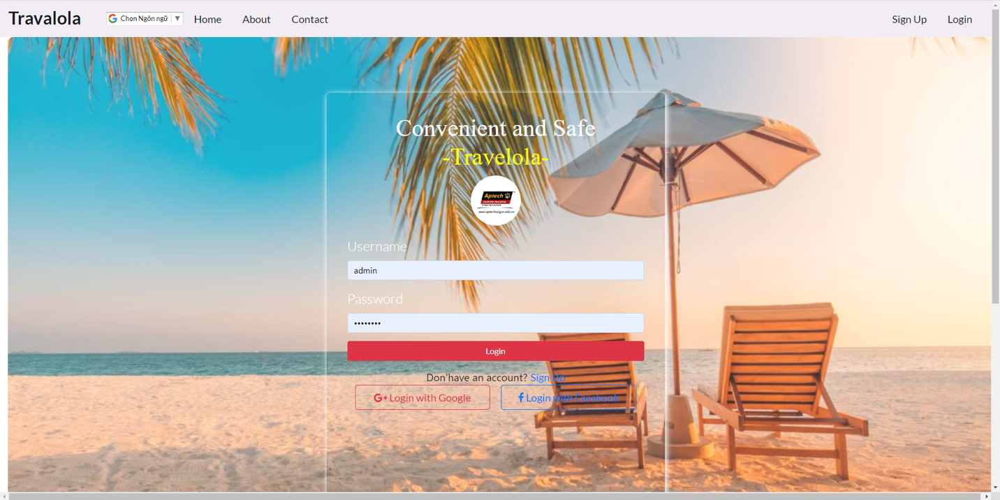 Travalola
Chọn Ngôn ngữ ▼
Home
About
Contact
Sign Up
Login
Convenient and Safe
-Travelola-
Aptech
Username
admin
Password
••••••••
Login
Don'have an account? Sign Up
G+ Login with Google
f Login with Facebook